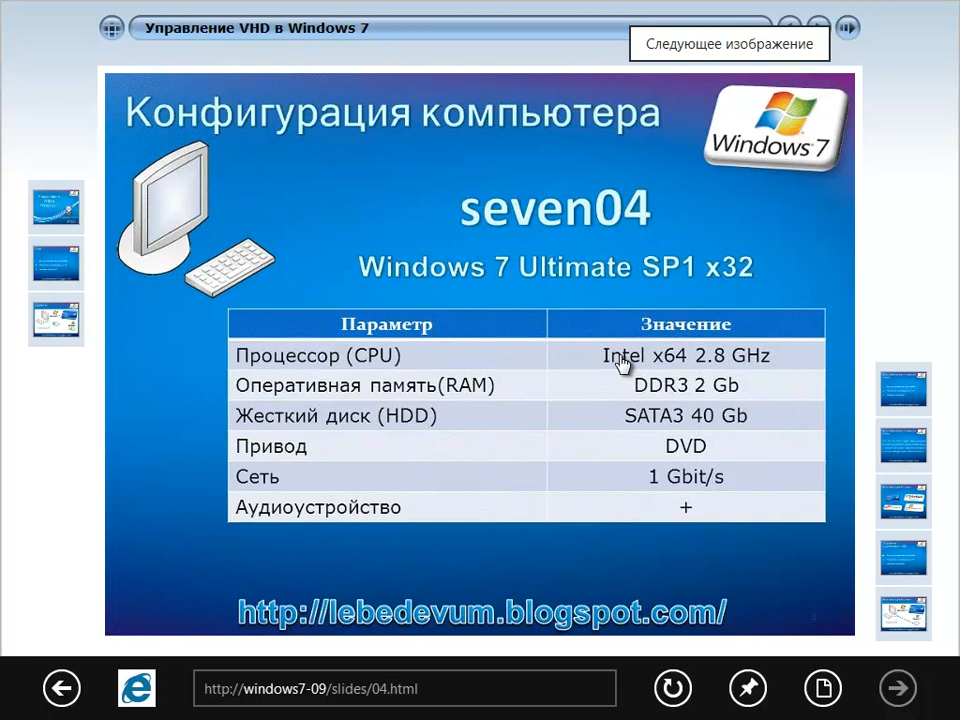 Управление VHD в Windows 7
Следующее изображение
Конфигурация компьютера
Windows 7
seven04
Windows 7 Ultimate SP1 x32
Параметр Значение
Процессор (CPU) Intel x64 2.8 GHz
Оперативная память(RAM) DDR3 2 Gb
Жесткий диск (HDD) SATA3 40 Gb
Привод DVD
Сеть 1 Gbit/s
Аудиоустройство +
http://lebedevum.blogspot.com/
http://windows7-09/slides/04.html